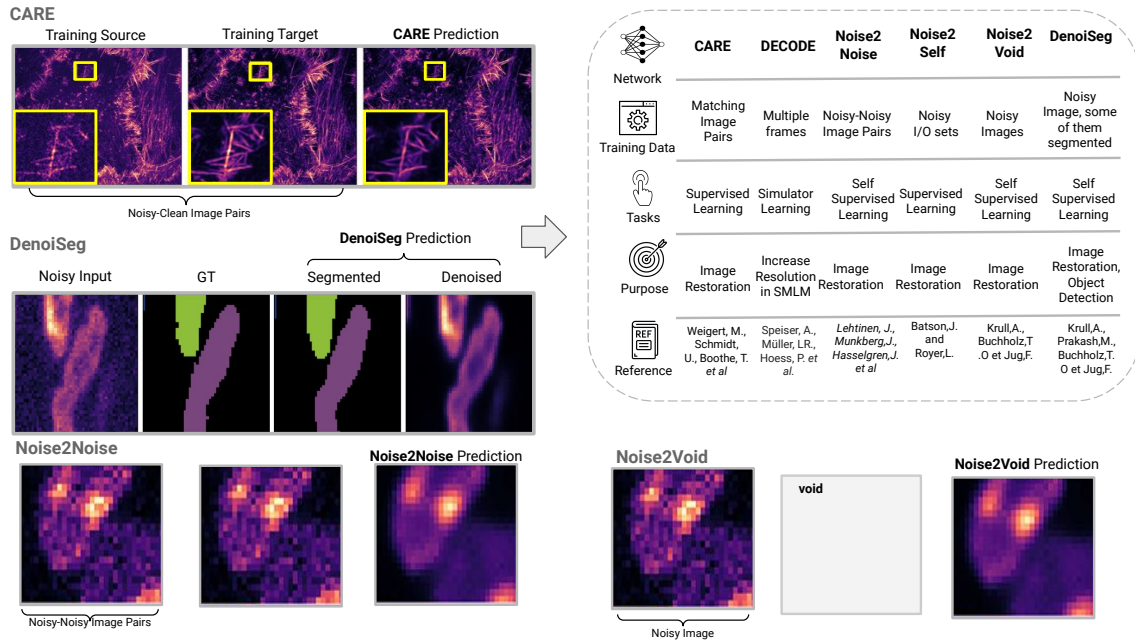 CARE
Training Source
Training Target
CARE Prediction
Noisy-Clean Image Pairs
DenoiSeg
DenoiSeg Prediction
Noisy Input
GT
Segmented
Denoised
Noise2Noise
Noise2Noise Prediction
Noisy-Noisy Image Pairs
Network
CARE
DECODE
Noise2
Noise
Noise2
Self
Noise2
Void
DenoiSeg
Training Data
Matching
Image
Pairs
Multiple
frames
Noisy-Noisy
Image Pairs
Noisy
I/O sets
Noisy
Images
Noisy
Image, some
of them
segmented
Tasks
Supervised
Learning
Simulator
Learning
Self
Supervised
Learning
Supervised
Learning
Self
Supervised
Learning
Self
Supervised
Learning
Purpose
Image
Restoration
Increase
Resolution
in SMLM
Image
Restoration
Image
Restoration
Image
Restoration
Image
Restoration,
Object
Detection
REF
Reference
Weigert, M.,
Schmidt,
U., Boothe, T.
et al
Speiser, A.,
Müller, LR.,
Hoess, P. et
al.
Lehtinen, J.,
Munkberg,J.,
Hasselgren,J.
et al
Batson,J.
and
Royer,L.
Krull,A.,
Buchholz,T
.O et Jug,F.
Krull,A.,
Prakash,M.,
Buchholz,T.
O et Jug,F.
Noise2Void
void
Noise2Void Prediction
Noisy Image